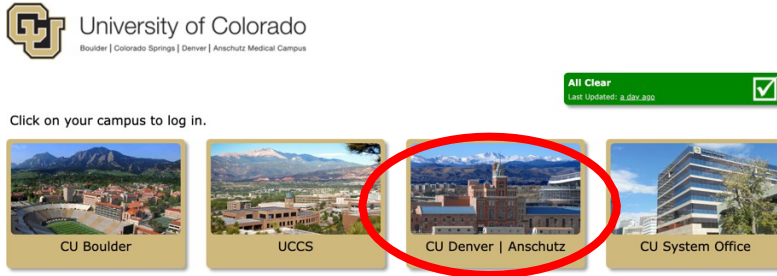 University of Colorado
Boulder | Colorado Springs | Denver | Anschutz Medical Campus
All Clear
Last Updated: a day ago
Click on your campus to log in.
CU Boulder
UCCS
CU Denver | Anschutz
CU System Office